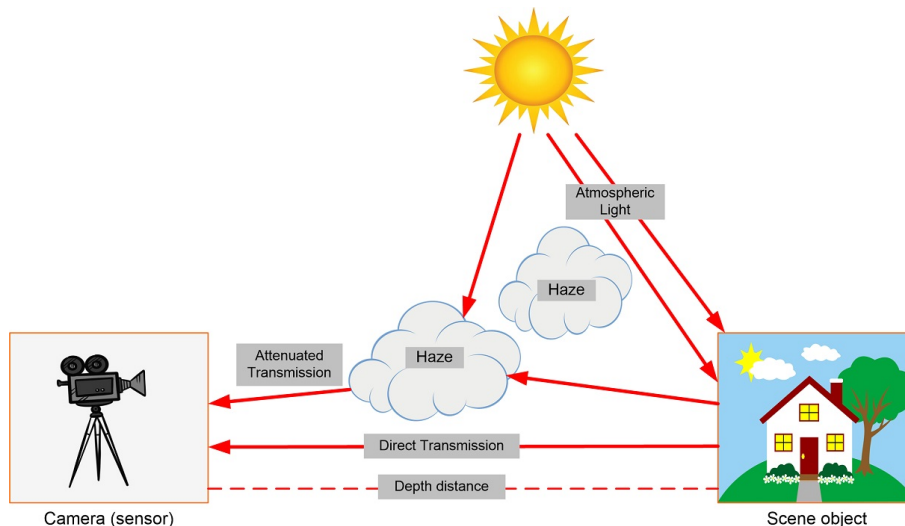 Atmospheric
Light
Haze
Haze
Attenuated
Transmission
Direct Transmission
Depth distance
Camera (sensor)
Scene object